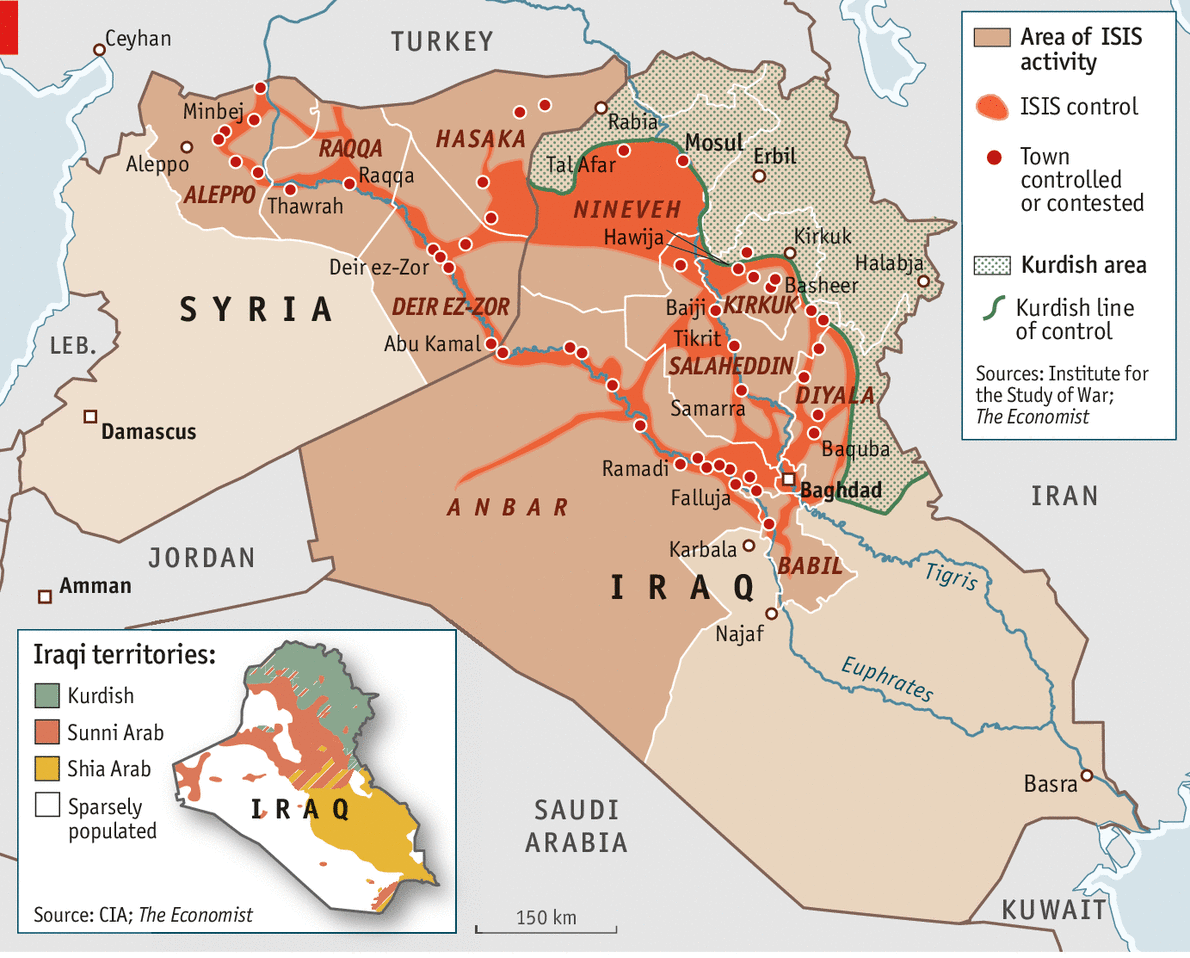 Ceyhan
TURKEY
Minbej
Aleppo
ALEPPO
RAQQA
Raqqa
Thawrah
HASAKA
Rabia
Tal Afar
Mosul
Erbil
NINEVEH
Hawija
Kirkuk
Halabja
Deir ez-Zor
DEIR EZ-ZOR
Basheer
Baiji
KIRKUK
SYRIA
Abu Kamal
Tikrit
SALAHEDDIN
LEB.
Samarra
DIYALA
Damascus
Baquba
Ramadi
Falluja
Baghdad
ANBAR
IRAN
JORDAN
Karbala
BABIL
Tigris
Amman
IRAQ
Najaf
Euphrates
Basra
SAUDI
ARABIA
KUWAIT
150 km
Area of ISIS
activity
ISIS control
Town
controlled
or contested
Kurdish area
Kurdish line
of control
Sources: Institute for
the Study of War;
The Economist
Iraqi territories:
Kurdish
Sunni Arab
Shia Arab
Sparsely
populated
IRAQ
Source: CIA; The Economist